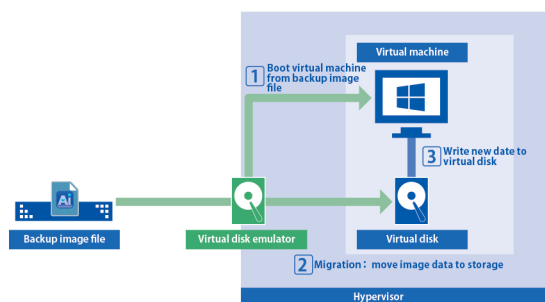 Virtual machine
1 Boot virtual machine
from backup image
file
3 Write new date to
virtual disk
Ai
Backup image file
Virtual disk emulator
Virtual disk
2 Migration: move image data to storage
Hypervisor